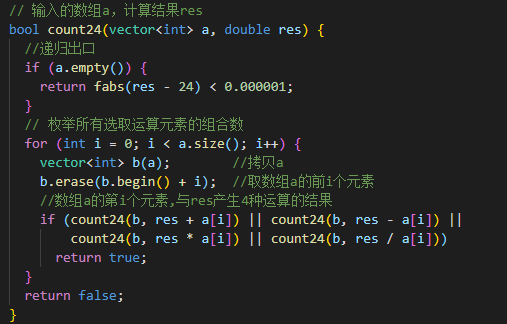 // 输入的数组a，计算结果res
bool count24(vector<int> a, double res) {
  //递归出口
  if (a.empty()) {
    return fabs(res - 24) < 0.000001;
  }
  // 枚举所有选取运算元素的组合数
  for (int i = 0; i < a.size(); i++) {
    vector<int> b(a);       //拷贝a
    b.erase(b.begin() + i);  //取数组a的前i个元素
    //数组a的第i个元素,与res产生4种运算的结果
    if (count24(b, res + a[i]) || count24(b, res - a[i]) ||
        count24(b, res * a[i]) || count24(b, res / a[i]))
      return true;
  }
  return false;
}